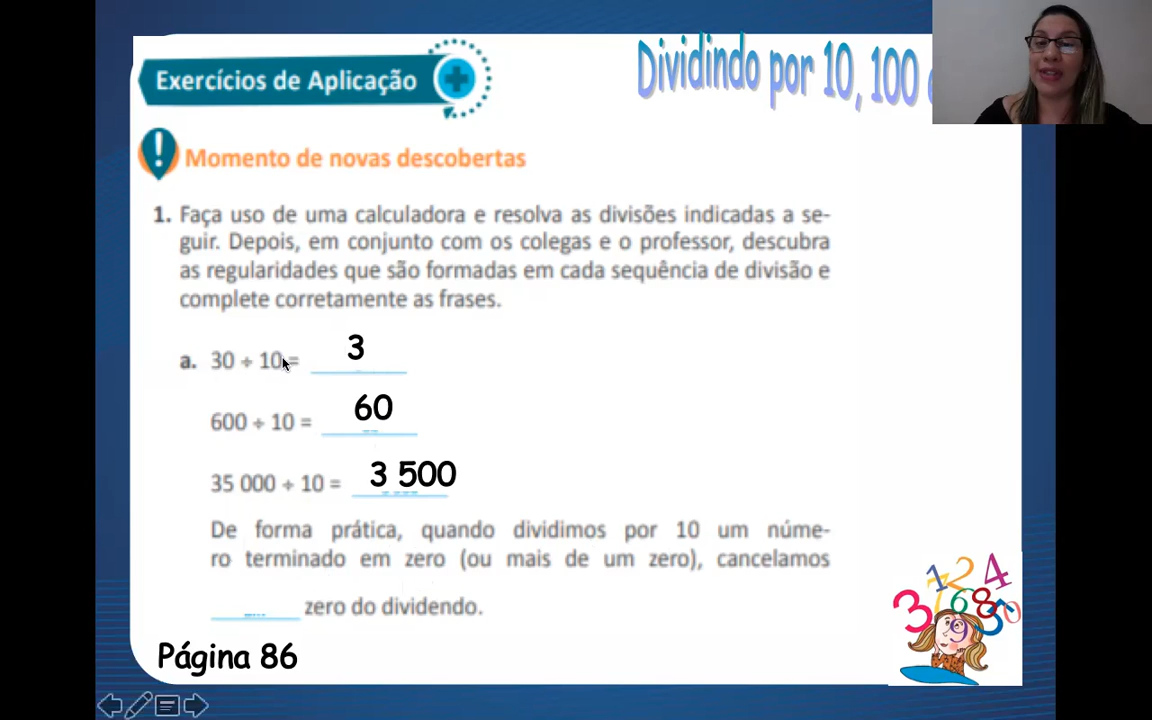 Exercícios de Aplicação
Dividindo por 10, 100
Momento de novas descobertas
1. Faça uso de uma calculadora e resolva as divisões indicadas a se-
guir. Depois, em conjunto com os colegas e o professor, descubra
as regularidades que são formadas em cada sequência de divisão e
complete corretamente as frases.
a. 30 ÷ 10 = 3
600 ÷ 10 = 60
35 000 ÷ 10 = 3 500
De forma prática, quando dividimos por 10 um núme-
ro terminado em zero (ou mais de um zero), cancelamos
zero do dividendo.
Página 86